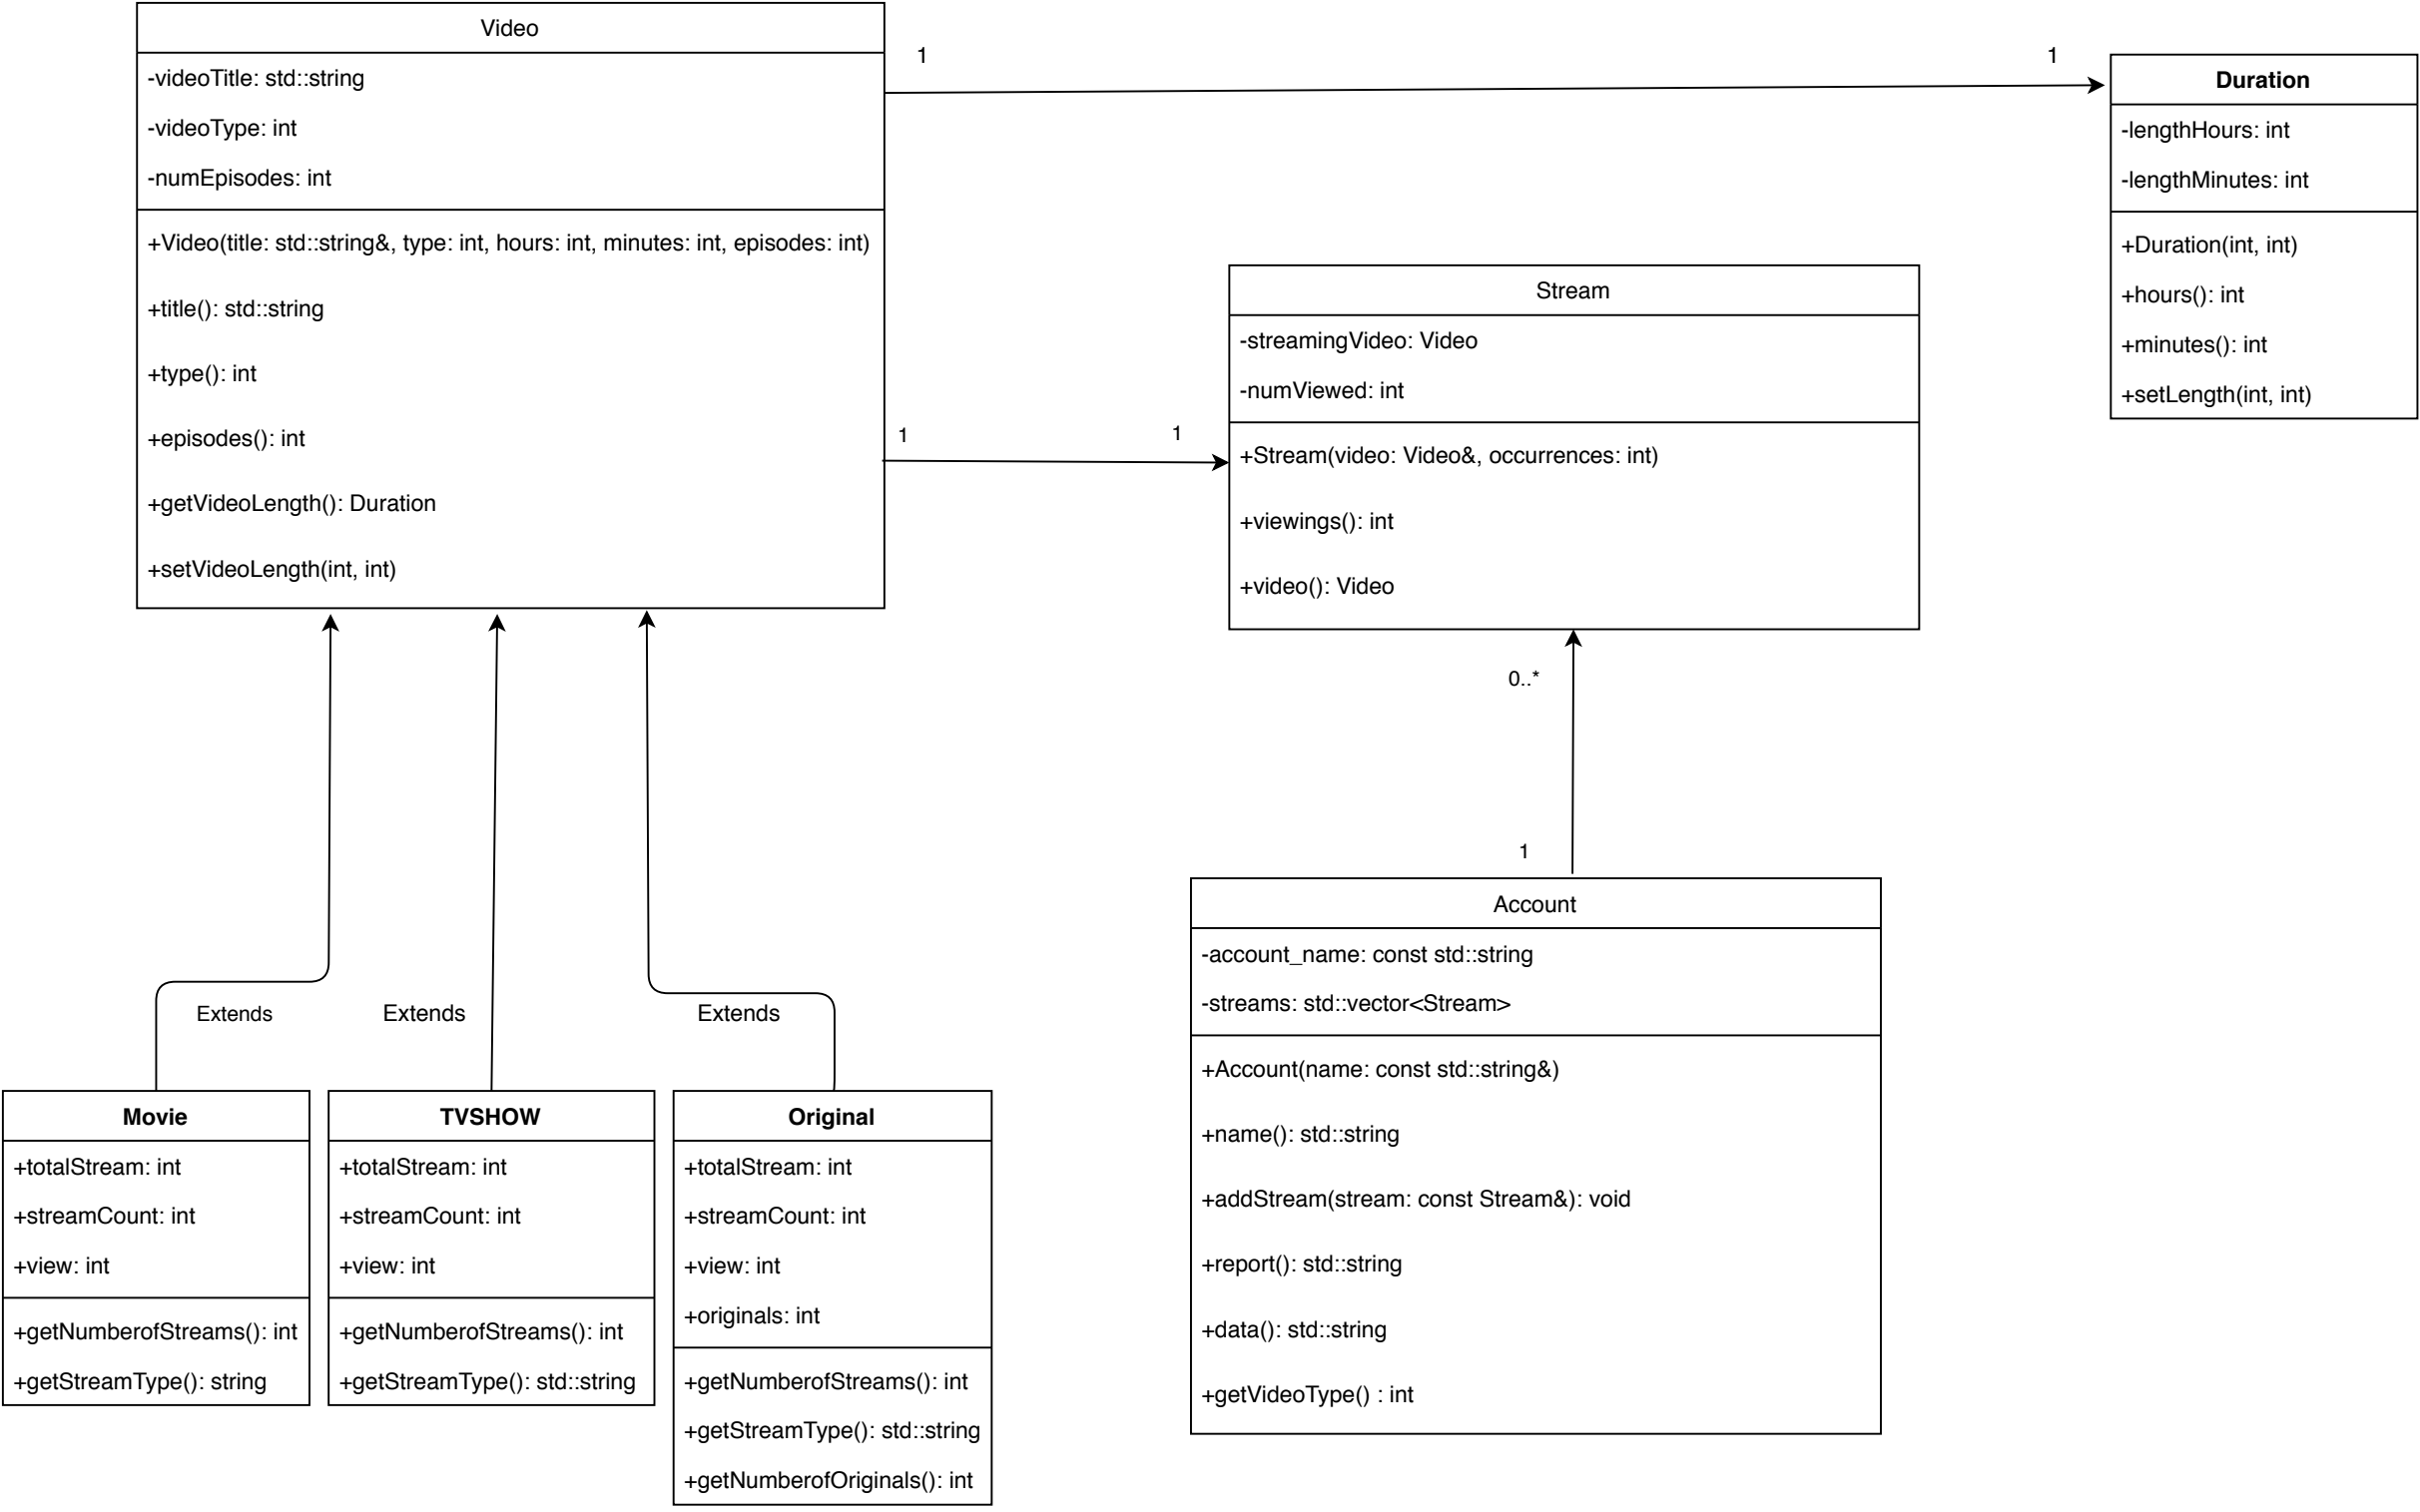 Video
-videoTitle: std::string
-videoType: int
-numEpisodes: int
+Video(title: std::string&, type: int, hours: int, minutes: int, episodes: int)
+title(): std::string
+type(): int
+episodes(): int
+getVideoLength(): Duration
+setVideoLength(int, int)
1
1
Duration
-lengthHours: int
-lengthMinutes: int
+Duration(int, int)
+hours(): int
+minutes(): int
+setLength(int, int)
1
1
Stream
-streamingVideo: Video
-numViewed: int
+Stream(video: Video&, occurrences: int)
+viewings(): int
+video(): Video
0..*
1
Account
-account_name: const std::string
-streams: std::vector<Stream>
+Account(name: const std::string&)
+name(): std::string
+addStream(stream: const Stream&): void
+report(): std::string
+data(): std::string
+getVideoType() : int
Extends
Extends
Extends
Movie
+totalStream: int
+streamCount: int
+view: int
+getNumberofStreams(): int
+getStreamType(): string
TVSHOW
+totalStream: int
+streamCount: int
+view: int
+getNumberofStreams(): int
+getStreamType(): std::string
Original
+totalStream: int
+streamCount: int
+view: int
+originals: int
+getNumberofStreams(): int
+getStreamType(): std::string
+getNumberofOriginals(): int